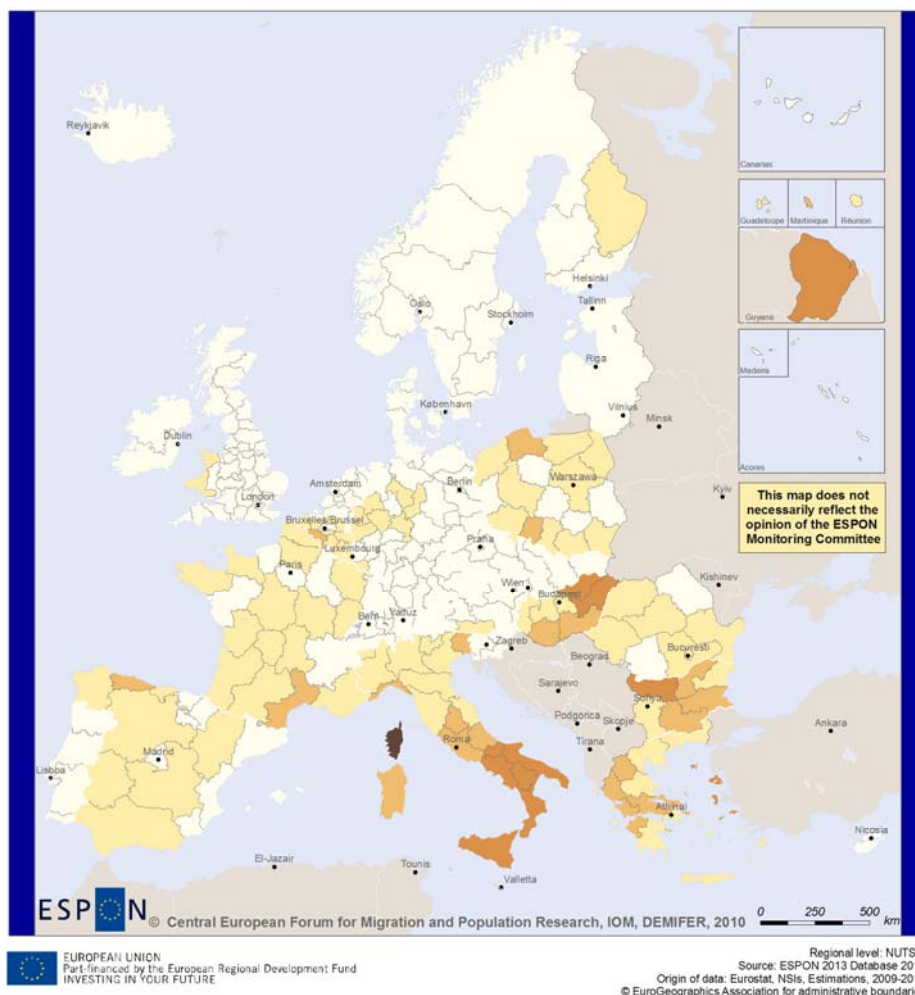 Reykjavik
Canarias
Guadeloupe
Martinique
Réunion
Guyane
Madeira
Acores
Helsinki
Oslo
Tallinn
Stockholm
Riga
København
Vilnius
Minsk
Dublin
Berlin
Amsterdam
Warszawa
London
Kyiv
Bruxelles/Brussel
This map does not
necessarily reflect the
opinion of the ESPON
Monitoring Committee
Luxembourg
Praha
Paris
Wien
Kishinev
Budapest
Bern
Vaduz
Zagreb
Bucuresti
Beograd
Sarajevo
Sofiya
Podgorica
Skopje
Ankara
Roma
Tirana
Madrid
Lisboa
Athinai
Nicosia
El-Jazair
Tounis
Valletta
ESPON
© Central European Forum for Migration and Population Research, IOM, DEMIFER, 2010
0 250 500
km
EUROPEAN UNION
Part-financed by the European Regional Development Fund
INVESTING IN YOUR FUTURE
Regional level: NUTS
Source: ESPON 2013 Database 20
Origin of data: Eurostat, NSIs, Estimations, 2009-20
© EuroGeographics Association for administrative boundari